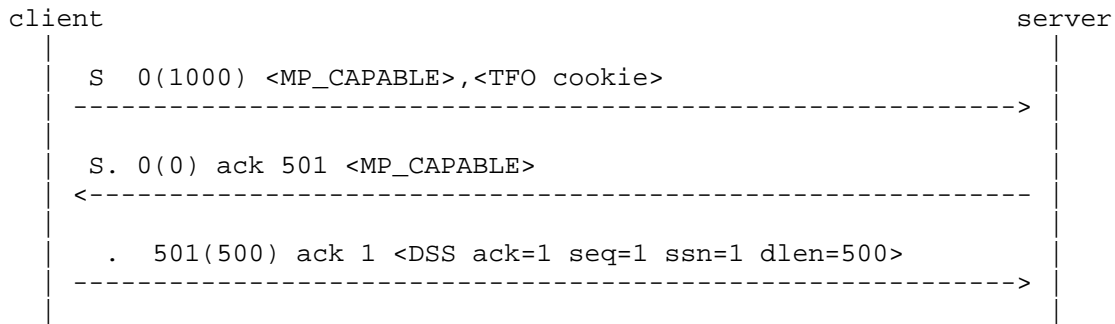 client server
S 0(1000) <MP_CAPABLE>,<TFO cookie>
----------------------------------------------------------->
S. 0(0) ack 501 <MP_CAPABLE>
<-----------------------------------------------------------
. 501(500) ack 1 <DSS ack=1 seq=1 ssn=1 dlen=500>
----------------------------------------------------------->